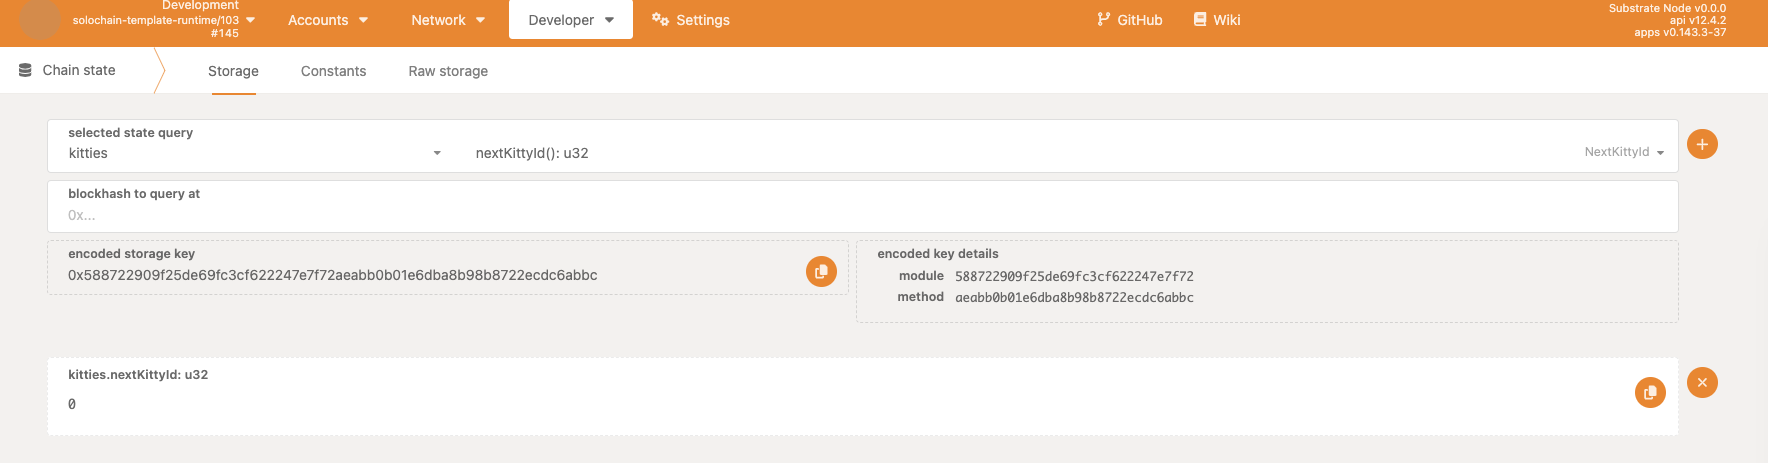 Development
solochain-template-runtime/103
#145
Accounts
Network
Developer
Settings
GitHub
Wiki
Substrate Node v0.0.0
api v12.4.2
apps v0.143.3-37
Chain state
Storage
Constants
Raw storage
selected state query
kitties
nextKittyId(): u32
NextKittyId
blockhash to query at
0x...
encoded storage key
0x588722909f25de69fc3cf622247e7f72aeabb0b01e6dba8b98b8722ecdc6abbc
encoded key details
module 588722909f25de69fc3cf622247e7f72
method aeabb0b01e6dba8b98b8722ecdc6abbc
kitties.nextKittyId: u32
0